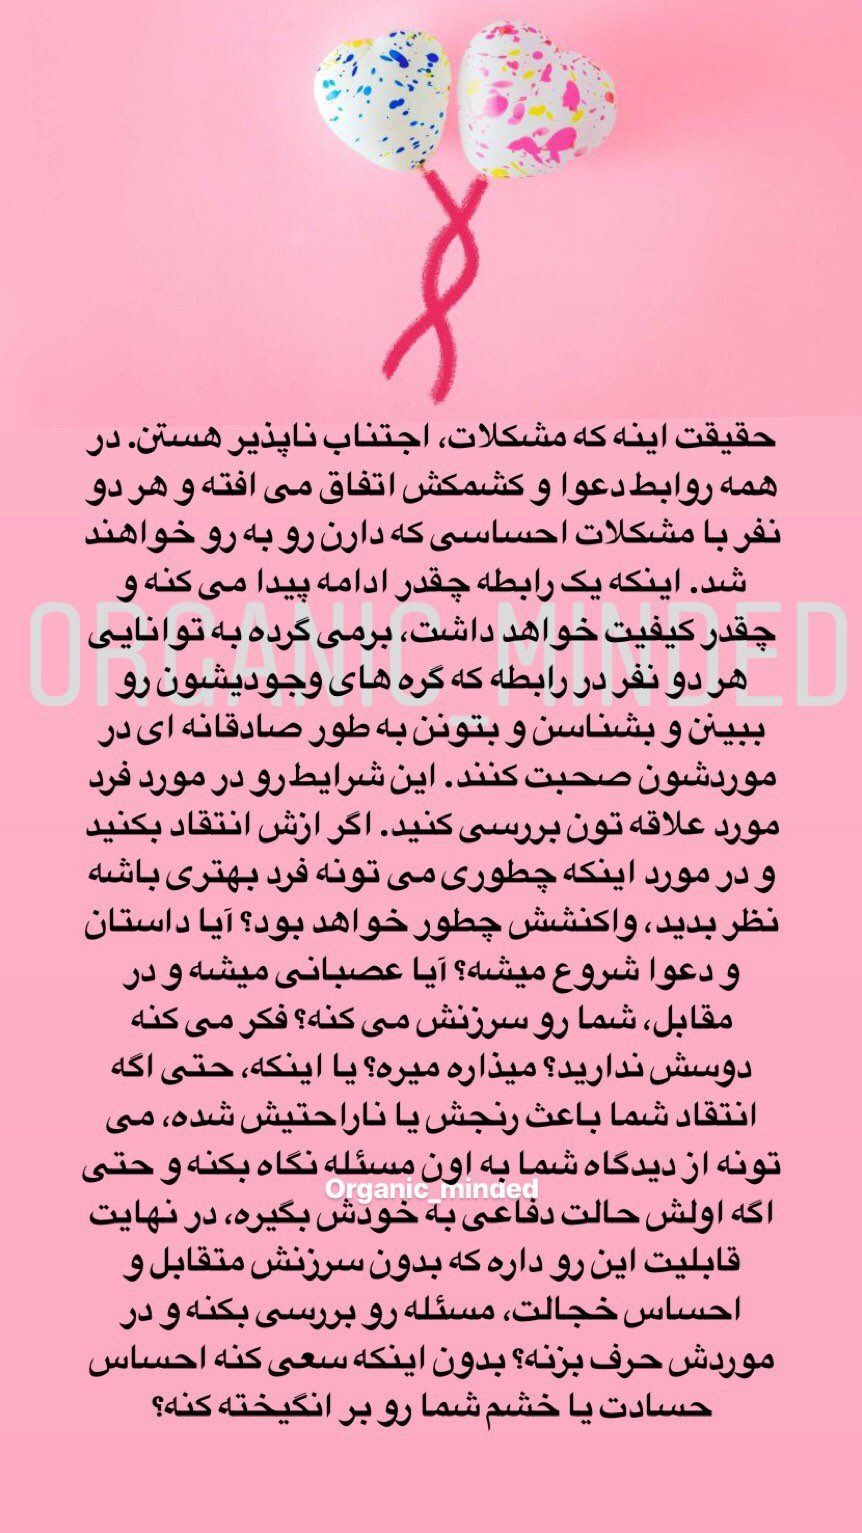 حقیقت اینه که مشکلات، اجتناب ناپذیر هستن. در
همه روابط دعوا و کشمکش اتفاق می افته و هر دو
نفر با مشکلات احساسی که دارن رو به رو خواهند
شد. اینکه یک رابطه چقدر ادامه پیدا می کنه و
ORGANIC_MINDED
چقدر کیفیت خواهد داشت، برمی گرده به توانایی
هر دو نفر در رابطه که گره های وجودیشون رو
ببینن و بشناسن و بتونن به طور صادقانه ای در
موردشون صحبت کنند. این شرایط رو در مورد فرد
مورد علاقه تون بررسی کنید. اگر ازش انتقاد بکنید
و در مورد اینکه چطوری می تونه فرد بهتری باشه
نظر بدید، واکنشش چطور خواهد بود؟ آیا داستان
و دعوا شروع میشه؟ آیا عصبانی میشه و در
مقابل، شما رو سرزنش می کنه؟ فکر می کنه
دوسش ندارید؟ میذاره میره؟ یا اینکه، حتی اگه
انتقاد شما باعث رنجش یا ناراحتیش شده، می
تونه از دیدگاه شما به اون مسئله نگاه بکنه و حتی
Organic_minded
اگه اولش حالت دفاعی به خودش بگیره، در نهایت
قابلیت این رو داره که بدون سرزنش متقابل و
احساس خجالت، مسئله رو بررسی بکنه و در
موردش حرف بزنه؟ بدون اینکه سعی کنه احساس
حسادت یا خشم شما رو بر انگیخته کنه؟